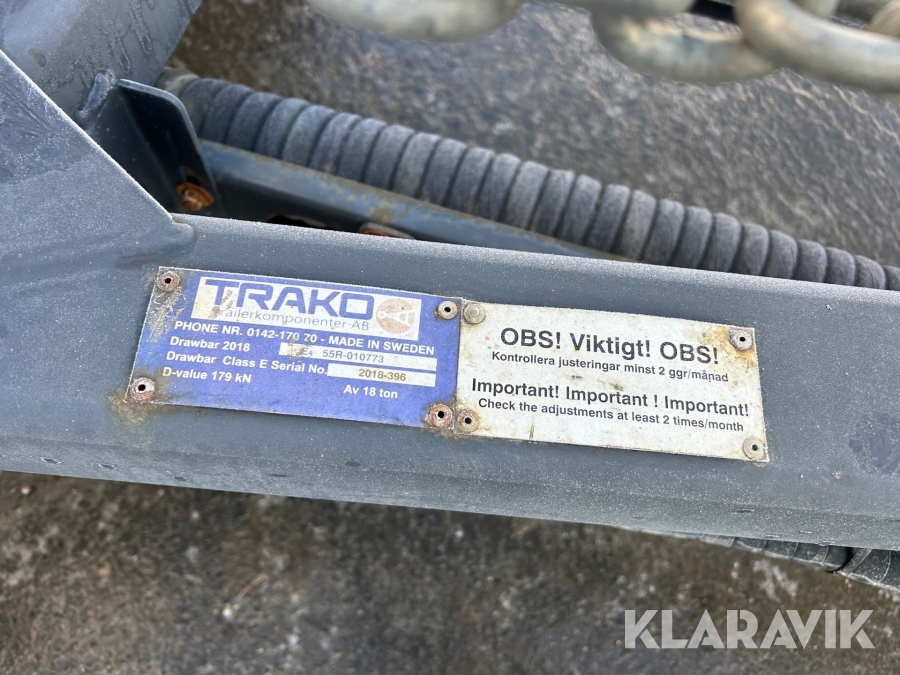 TRAKO
Trailerkomponenter AB
PHONE NR. 0142-170 70 - MADE IN SWEDEN
Drawbar 2018 E4 55R-010773
Drawbar Class E Serial No. 2018-396
D-value 179 kN Av 18 ton
OBS! Viktigt! OBS!
Kontrollera justeringar minst 2 ggr/månad
Important! Important ! Important!
Check the adjustments at least 2 times/month
KLARAVIK